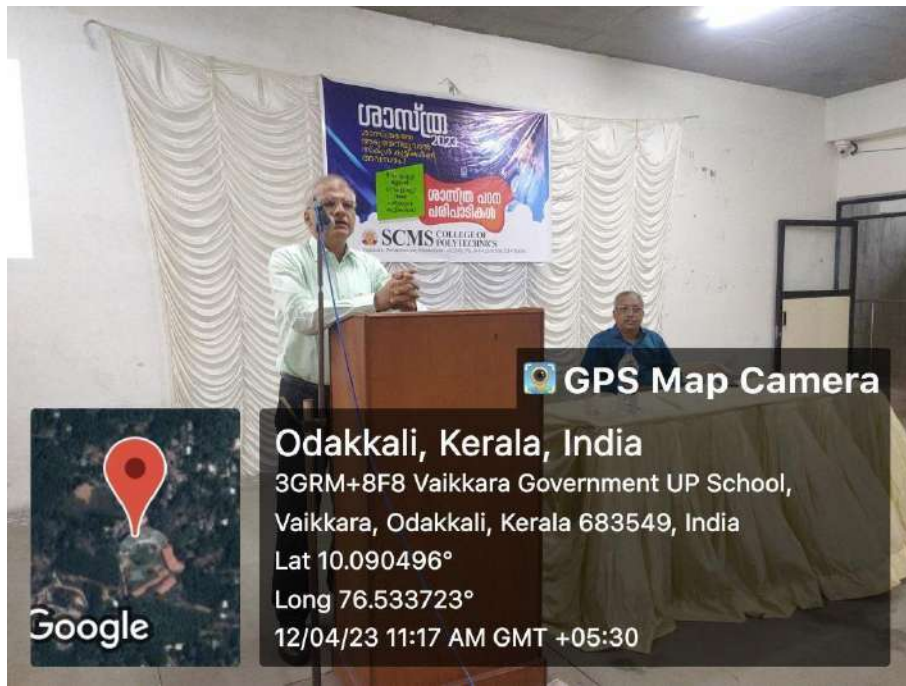 ശാസ്ത്ര
2023
ശാസ്ത്ര പഠന
പരിപാടികൾ
SCMS COLLEGE OF
POLYTECHNICS
GPS Map Camera
Odakkali, Kerala, India
3GRM+8F8 Vaikkara Government UP School,
Vaikkara, Odakkali, Kerala 683549, India
Lat 10.090496°
Long 76.533723°
12/04/23 11:17 AM GMT +05:30
Google